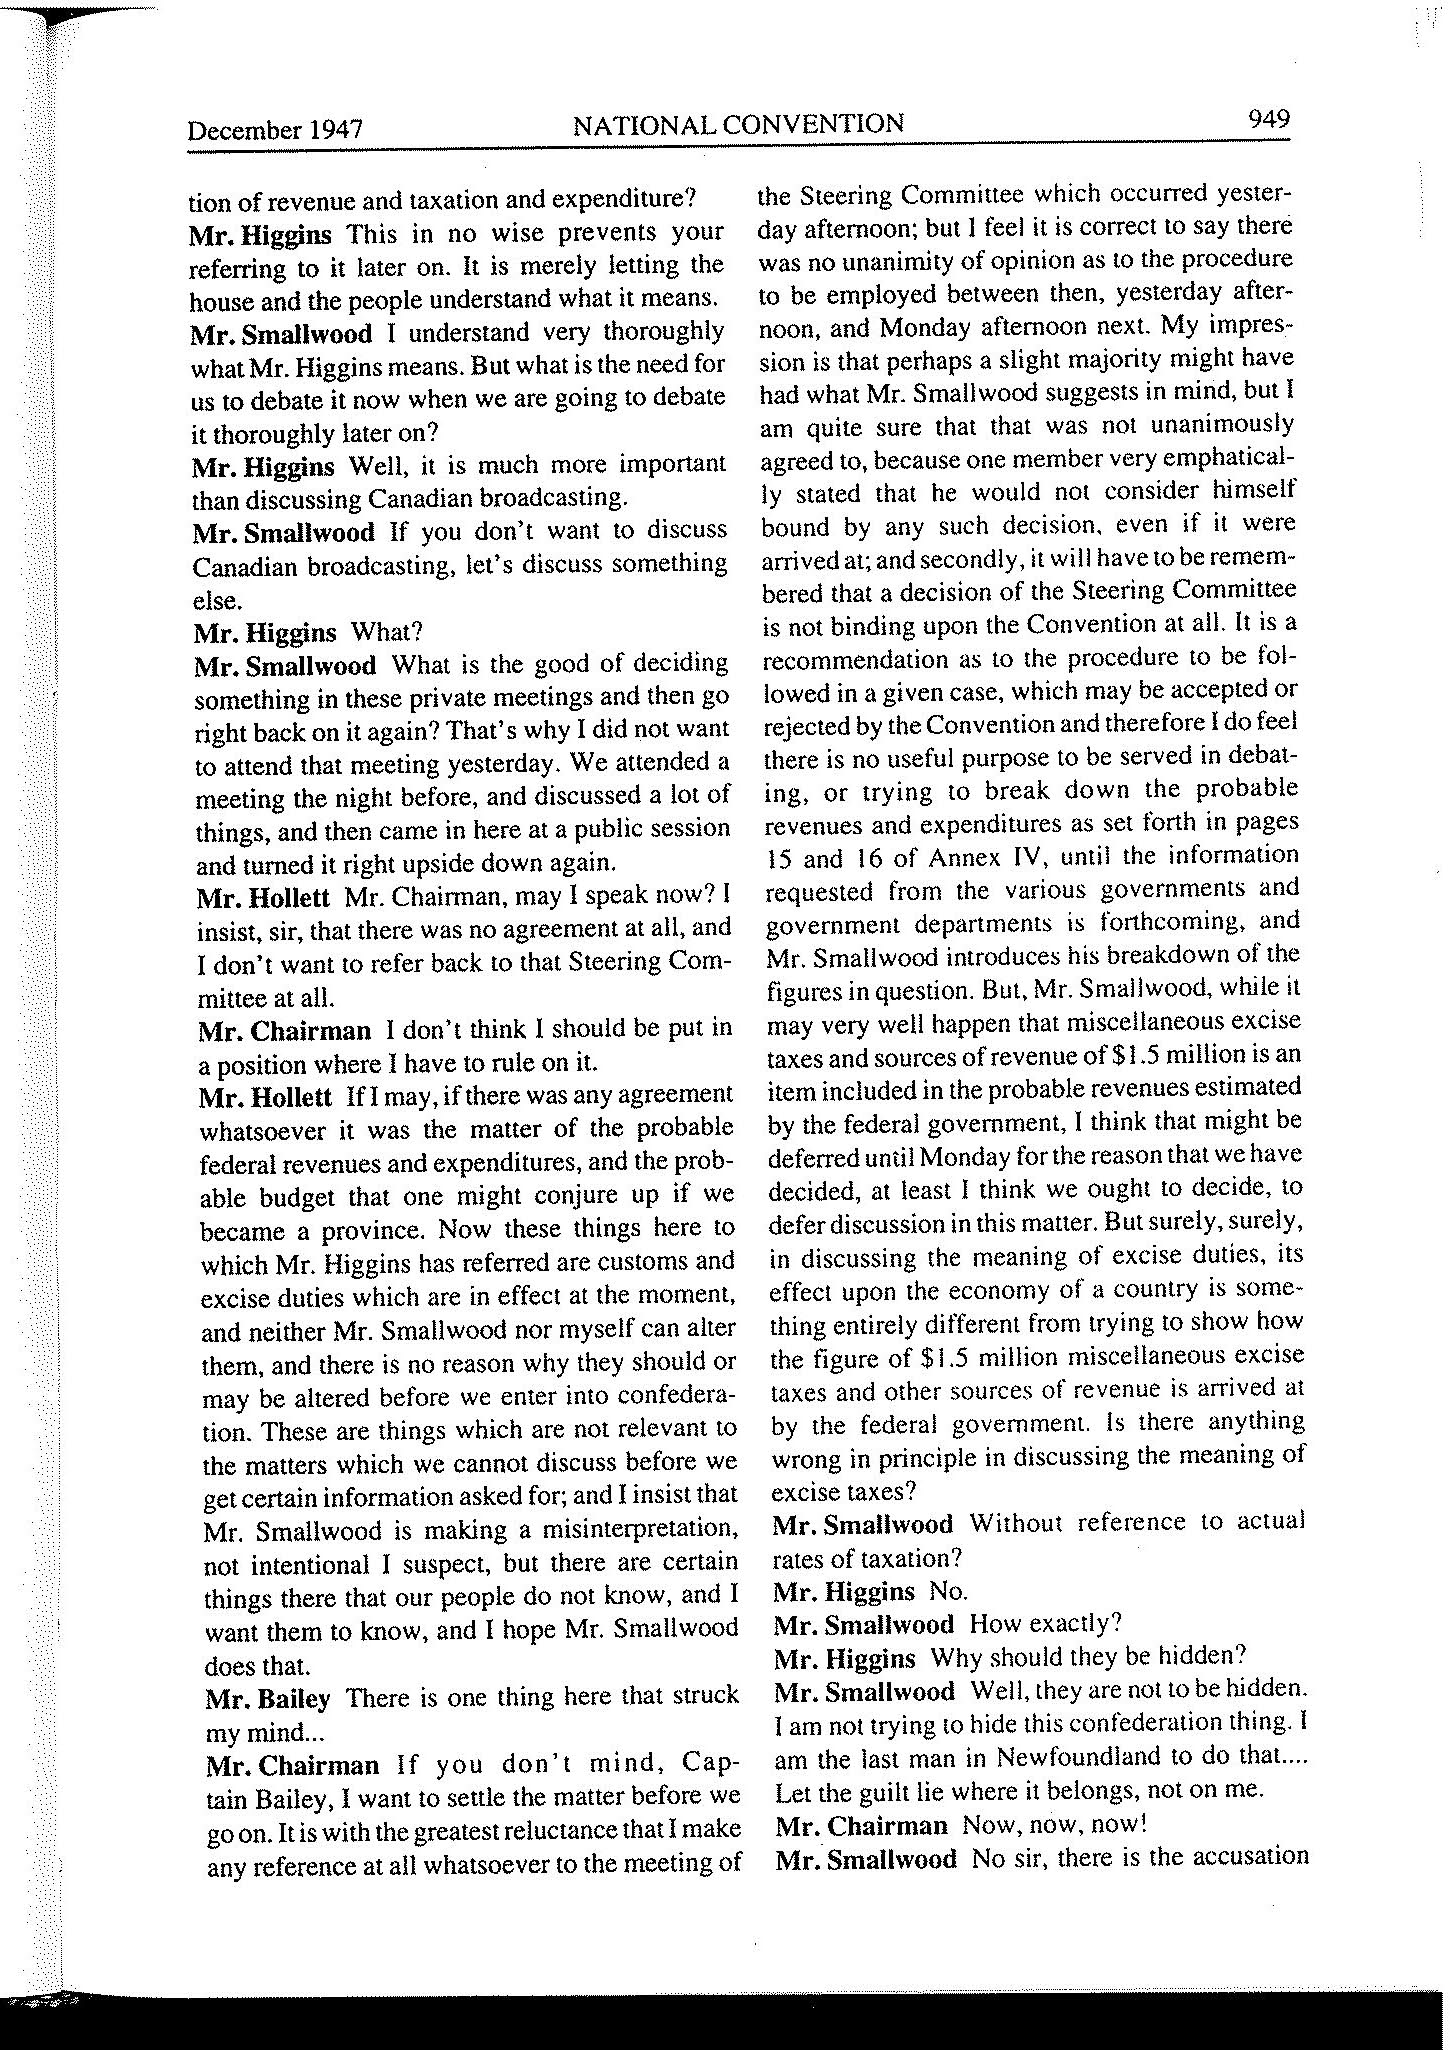 December 1947
NATIONAL CONVENTION
949
tion of revenue and taxation and expenditure?
Mr. Higgins This in no wise prevents your
referring to it later on. It is merely letting the
house and the people understand what it means.
Mr. Smallwood I understand very thoroughly
what Mr. Higgins means. But what is the need for
us to debate it now when we are going to debate
it thoroughly later on?
Mr. Higgins Well, it is much more important
than discussing Canadian broadcasting.
Mr. Smallwood If you don't want to discuss
Canadian broadcasting, let's discuss something
else.
Mr. Higgins What?
Mr. Smallwood What is the good of deciding
something in these private meetings and then go
right back on it again? That's why I did not want
to attend that meeting yesterday. We attended a
meeting the night before, and discussed a lot of
things, and then came in here at a public session
and turned it right upside down again.
Mr. Hollett Mr. Chairman, may I speak now? I
insist, sir, that there was no agreement at all, and
I don't want to refer back to that Steering Com-
mittee at all.
Mr. Chairman I don't think I should be put in
a position where I have to rule on it.
Mr. Hollett If I may, if there was any agreement
whatsoever it was the matter of the probable
federal revenues and expenditures, and the prob-
able budget that one might conjure up if we
became a province. Now these things here to
which Mr. Higgins has referred are customs and
excise duties which are in effect at the moment,
and neither Mr. Smallwood nor myself can alter
them, and there is no reason why they should or
may be altered before we enter into confedera-
tion. These are things which are not relevant to
the matters which we cannot discuss before we
get certain information asked for; and I insist that
Mr. Smallwood is making a misinterpretation,
not intentional I suspect, but there are certain
things there that our people do not know, and I
want them to know, and I hope Mr. Smallwood
does that.
Mr. Bailey There is one thing here that struck
my mind...
Mr. Chairman If you don't mind, Cap-
tain Bailey, I want to settle the matter before we
go on. It is with the greatest reluctance that I make
any reference at all whatsoever to the meeting of
the Steering Committee which occurred yester-
day afternoon; but I feel it is correct to say there
was no unanimity of opinion as to the procedure
to be employed between then, yesterday after-
noon, and Monday afternoon next. My impres-
sion is that perhaps a slight majority might have
had what Mr. Smallwood suggests in mind, but I
am quite sure that that was not unanimously
agreed to, because one member very emphatical-
ly stated that he would not consider himself
bound by any such decision, even if it were
arrived at; and secondly, it will have to be remem-
bered that a decision of the Steering Committee
is not binding upon the Convention at all. It is a
recommendation as to the procedure to be fol-
lowed in a given case, which may be accepted or
rejected by the Convention and therefore I do feel
there is no useful purpose to be served in debat-
ing, or trying to break down the probable
revenues and expenditures as set forth in pages
15 and 16 of Annex IV, until the information
requested from the various governments and
government departments is forthcoming, and
Mr. Smallwood introduces his breakdown of the
figures in question. But, Mr. Smallwood, while it
may very well happen that miscellaneous excise
taxes and sources of revenue of $1.5 million is an
item included in the probable revenues estimated
by the federal government, I think that might be
deferred until Monday for the reason that we have
decided, at least I think we ought to decide, to
defer discussion in this matter. But surely, surely,
in discussing the meaning of excise duties, its
effect upon the economy of a country is some-
thing entirely different from trying to show how
the figure of $1.5 million miscellaneous excise
taxes and other sources of revenue is arrived at
by the federal government. Is there anything
wrong in principle in discussing the meaning of
excise taxes?
Mr. Smallwood Without reference to actual
rates of taxation?
Mr. Higgins No.
Mr. Smallwood How exactly?
Mr. Higgins Why should they be hidden?
Mr. Smallwood Well, they are not to be hidden.
I am not trying to hide this confederation thing. I
am the last man in Newfoundland to do that....
Let the guilt lie where it belongs, not on me.
Mr. Chairman Now, now, now!
Mr. Smallwood No sir, there is the accusation